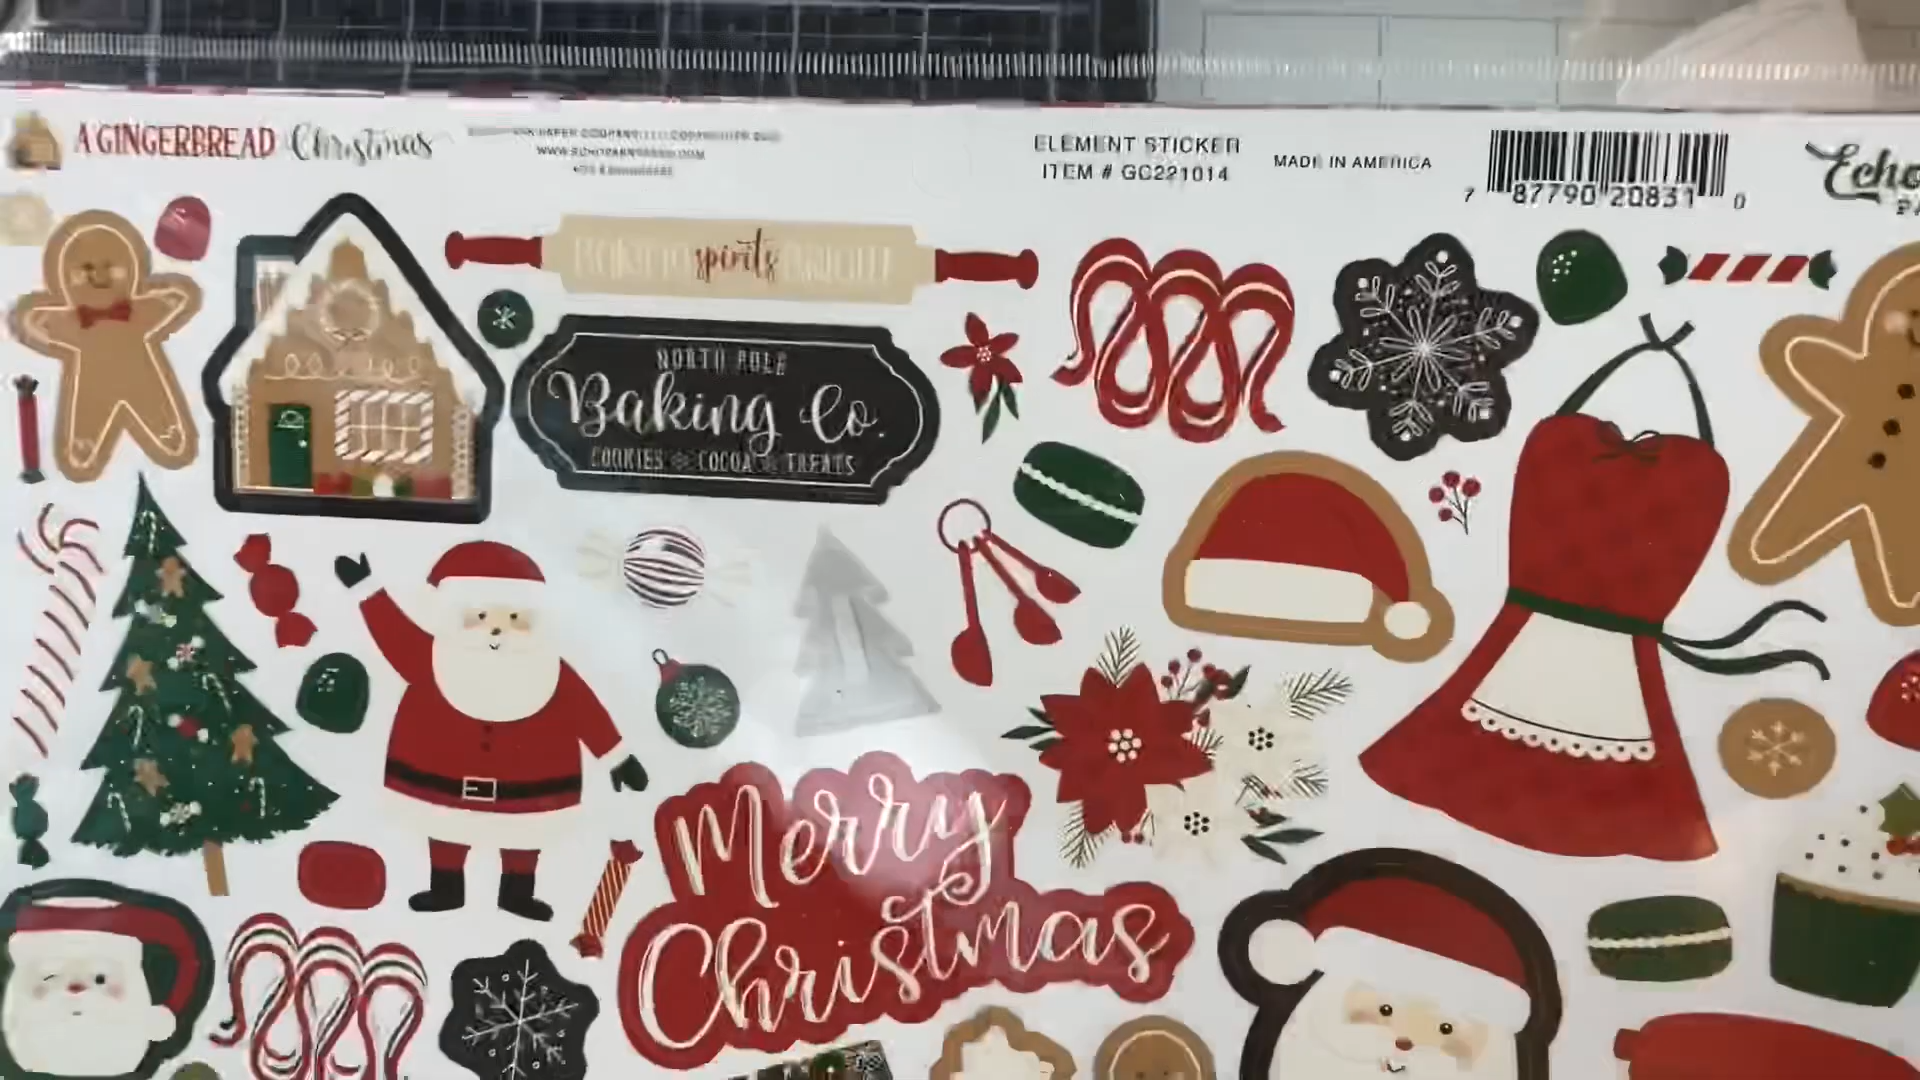 A GINGERBREAD Christmas
ELEMENT STICKER
ITEM # GC221014
MADE IN AMERICA
7 87790 20831 0
Echo
spirits
NORTH POLE
Baking Co.
COOKIES COCOA TREATS
Merry
Christmas